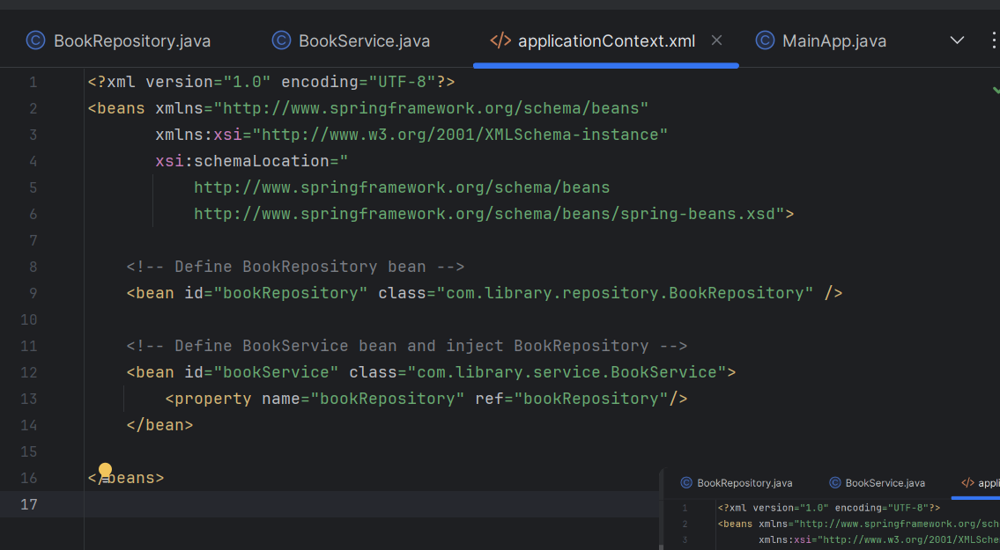 BookRepository.java BookService.java </> applicationContext.xml × MainApp.java
1 <?xml version="1.0" encoding="UTF-8"?>
2 <beans xmlns="http://www.springframework.org/schema/beans"
3 xmlns:xsi="http://www.w3.org/2001/XMLSchema-instance"
4 xsi:schemaLocation="
5 http://www.springframework.org/schema/beans
6 http://www.springframework.org/schema/beans/spring-beans.xsd">
7
8 <!-- Define BookRepository bean -->
9 <bean id="bookRepository" class="com.library.repository.BookRepository" />
10
11 <!-- Define BookService bean and inject BookRepository -->
12 <bean id="bookService" class="com.library.service.BookService">
13 <property name="bookRepository" ref="bookRepository"/>
14 </bean>
15
16 </beans>
17
BookRepository.java BookService.java </> appli
1 <?xml version="1.0" encoding="UTF-8"?>
2 <beans xmlns="http://www.springframework.org/sch
3 xmlns:xsi="http://www.w3.org/2001/XMLSche